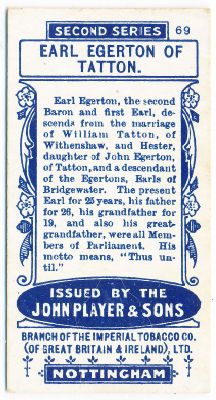 SECOND SERIES 69
EARL EGERTON OF
TATTON.
Earl Egerton, the second
Baron and first Earl, de-
scends from the marriage
of William Tatton, of
Withenshaw, and Hester,
daughter of John Egerton,
of Tatton, and a descendant
of the Egertons, Earls of
Bridgewater. The present
Earl for 25 years, his father
for 26, his grandfather for
19, and also his great-
grandfather, were all Mem-
bers of Parliament. His
motto means, "Thus un-
til."
ISSUED BY THE
JOHN PLAYER & SONS
BRANCH OF THE IMPERIAL TOBACCO CO.
(OF GREAT BRITAIN & IRELAND), LTD.
NOTTINGHAM